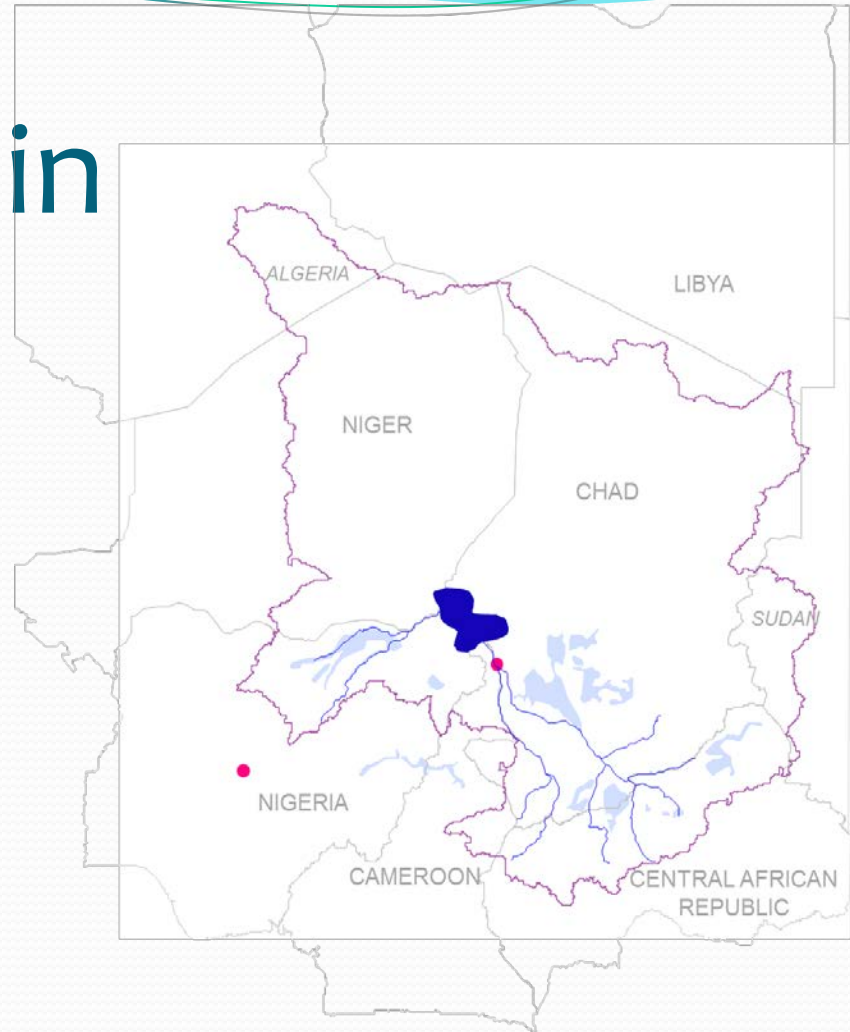 in
ALGERIA
LIBYA
NIGER
CHAD
SUDAN
NIGERIA
CAMEROON
CENTRAL AFRICAN
REPUBLIC